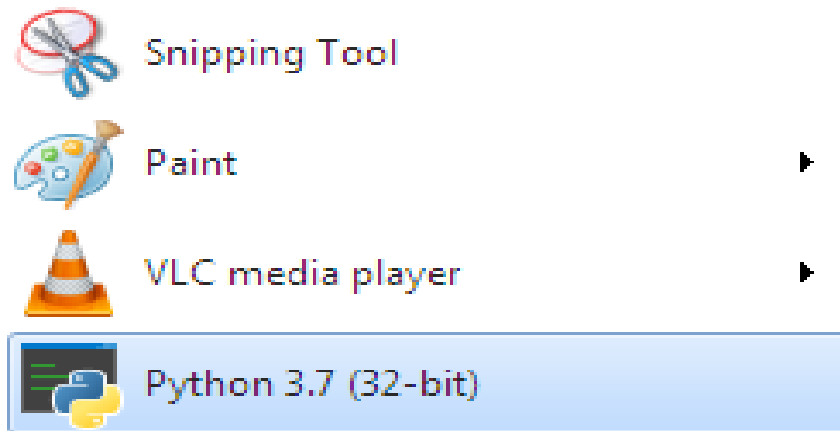 Snipping Tool
Paint
VLC media player
Python 3.7 (32-bit)